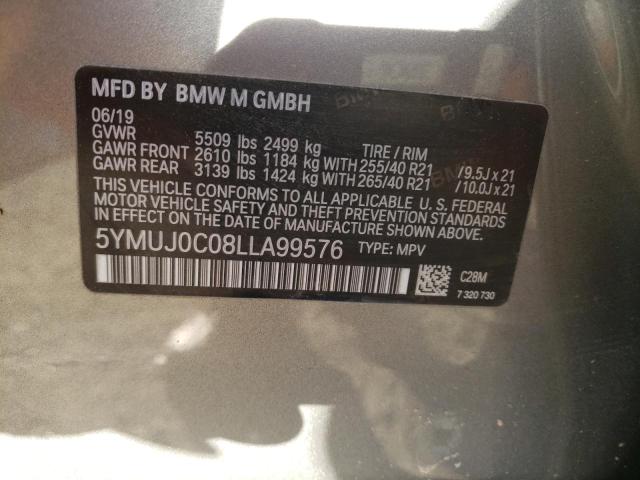 MFD BY BMW M GMBH
06/19
GVWR 5509 lbs 2499 kg TIRE / RIM
GAWR FRONT 2610 lbs 1184 kg WITH 255/40 R21 /9.5J x 21
GAWR REAR 3139 lbs 1424 kg WITH 265/40 R21 /10.0J x 21
THIS VEHICLE CONFORMS TO ALL APPLICABLE U. S. FEDERAL
MOTOR VEHICLE SAFETY AND THEFT PREVENTION STANDARDS
IN EFFECT ON THE DATE OF MANUFACTURE SHOWN ABOVE.
5YMUJ0C08LLA99576 TYPE: MPV
C28M
7 320 730